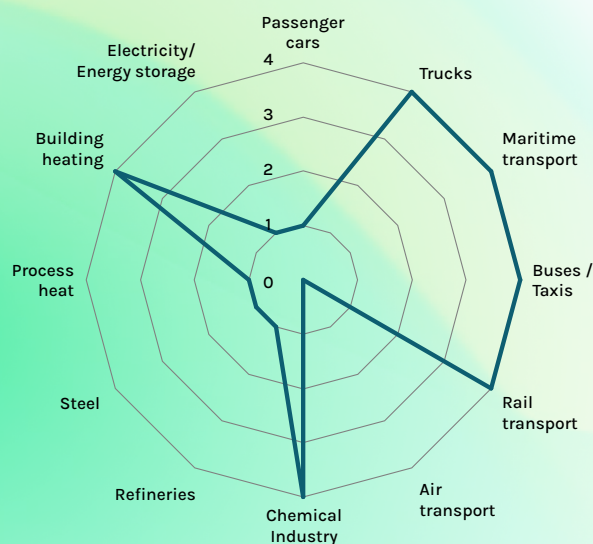 Passenger
cars
Electricity/
Energy storage
Trucks
Building
heating
Maritime
transport
Process
heat
Buses /
Taxis
Steel
Rail
transport
Refineries
Air
transport
Chemical
Industry
4
3
2
1
0